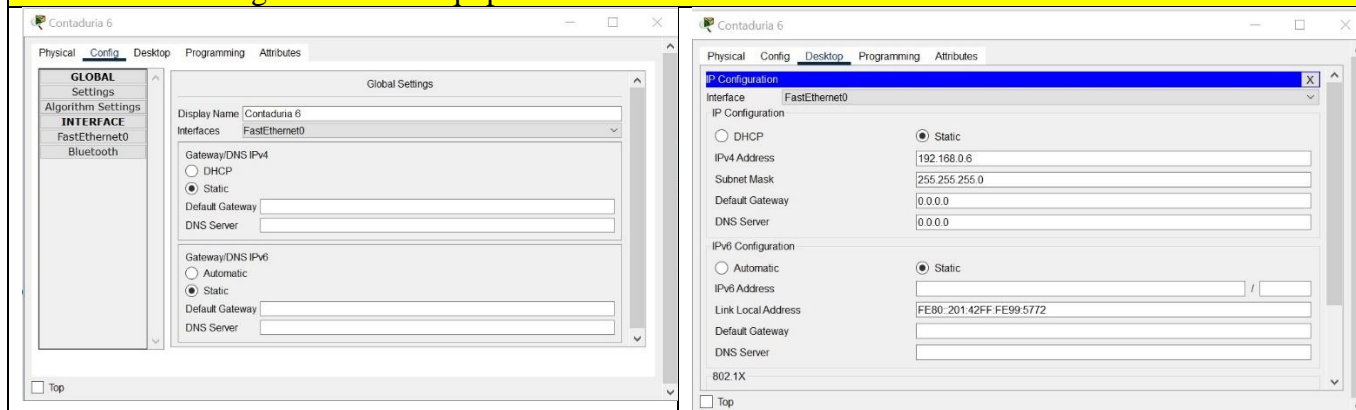 Contaduria 6
Physical Config Desktop Programming Attributes
GLOBAL
Settings
Algorithm Settings
INTERFACE
FastEthernet0
Bluetooth
Global Settings
Display Name Contaduria 6
Interfaces FastEthernet0
Gateway/DNS IPv4
DHCP
Static
Default Gateway
DNS Server
Gateway/DNS IPv6
Automatic
Static
Default Gateway
DNS Server
Top
Contaduria 6
Physical Config Desktop Programming Attributes
IP Configuration X
Interface FastEthernet0
IP Configuration
DHCP Static
IPv4 Address 192.168.0.6
Subnet Mask 255.255.255.0
Default Gateway 0.0.0.0
DNS Server 0.0.0.0
IPv6 Configuration
Automatic Static
IPv6 Address /
Link Local Address FE80::201:42FF:FE99:5772
Default Gateway
DNS Server
802.1X
Top